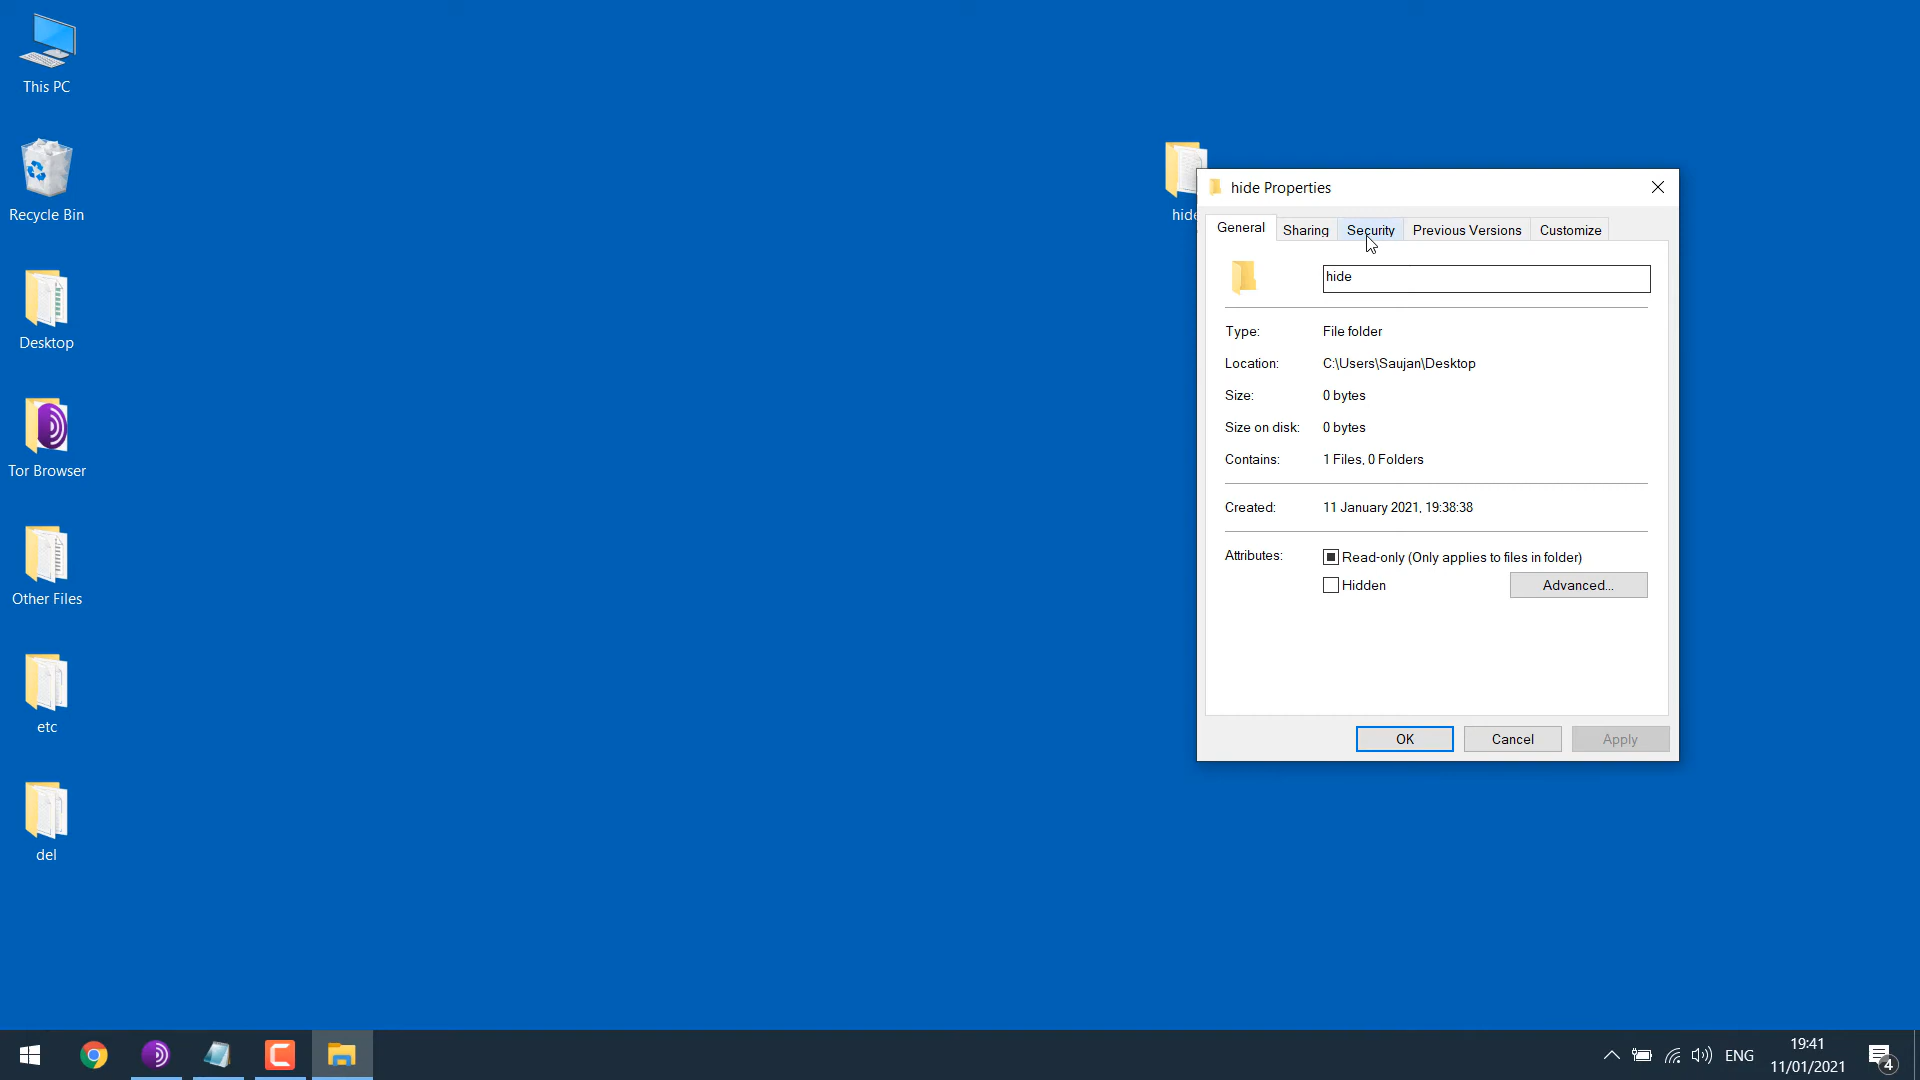 This PC
Recycle Bin
Desktop
Tor Browser
Other Files
etc
del
hide
hide Properties
General Sharing Security Previous Versions Customize
hide
Type: File folder
Location: C:\Users\Saujan\Desktop
Size: 0 bytes
Size on disk: 0 bytes
Contains: 1 Files, 0 Folders
Created: 11 January 2021, 19:38:38
Attributes: Read-only (Only applies to files in folder)
Hidden Advanced...
OK Cancel Apply
ENG
19:41
11/01/2021
4